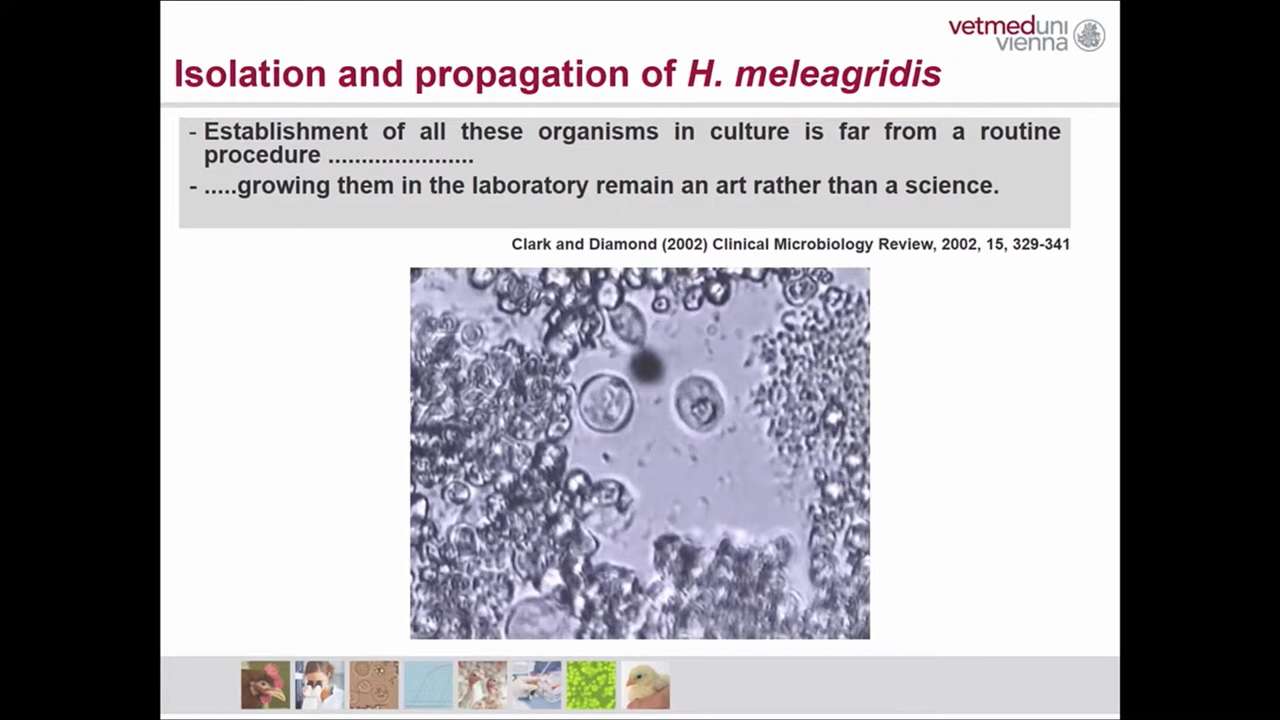 vetmeduni
vienna
Isolation and propagation of H. meleagridis
- Establishment of all these organisms in culture is far from a routine
procedure ......................
- .....growing them in the laboratory remain an art rather than a science.
Clark and Diamond (2002) Clinical Microbiology Review, 2002, 15, 329-341